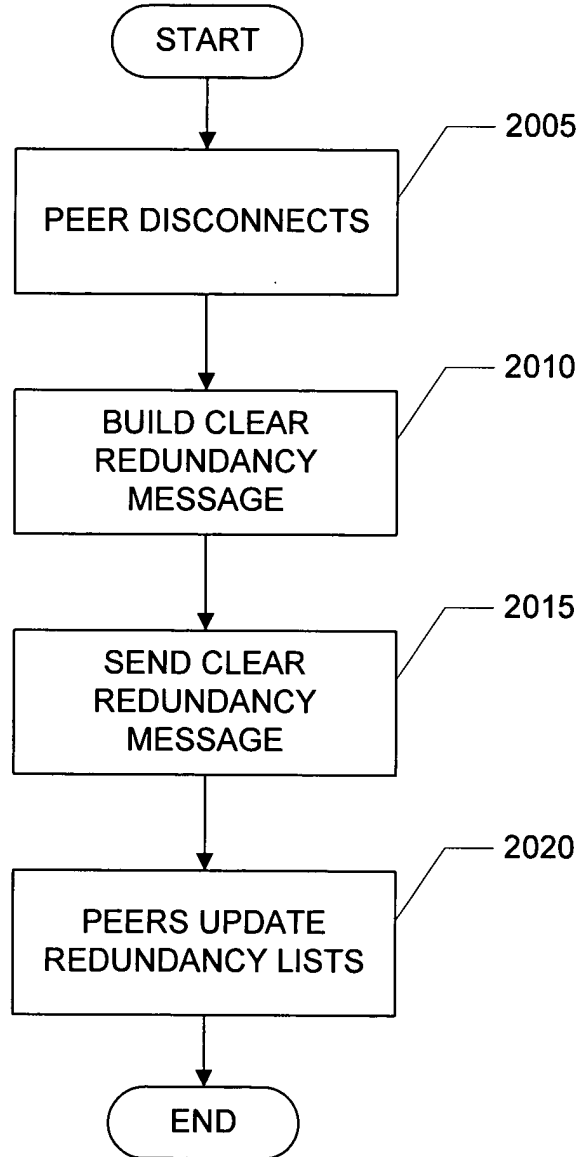 START
2005
PEER DISCONNECTS
2010
BUILD CLEAR
REDUNDANCY
MESSAGE
2015
SEND CLEAR
REDUNDANCY
MESSAGE
2020
PEERS UPDATE
REDUNDANCY LISTS
END